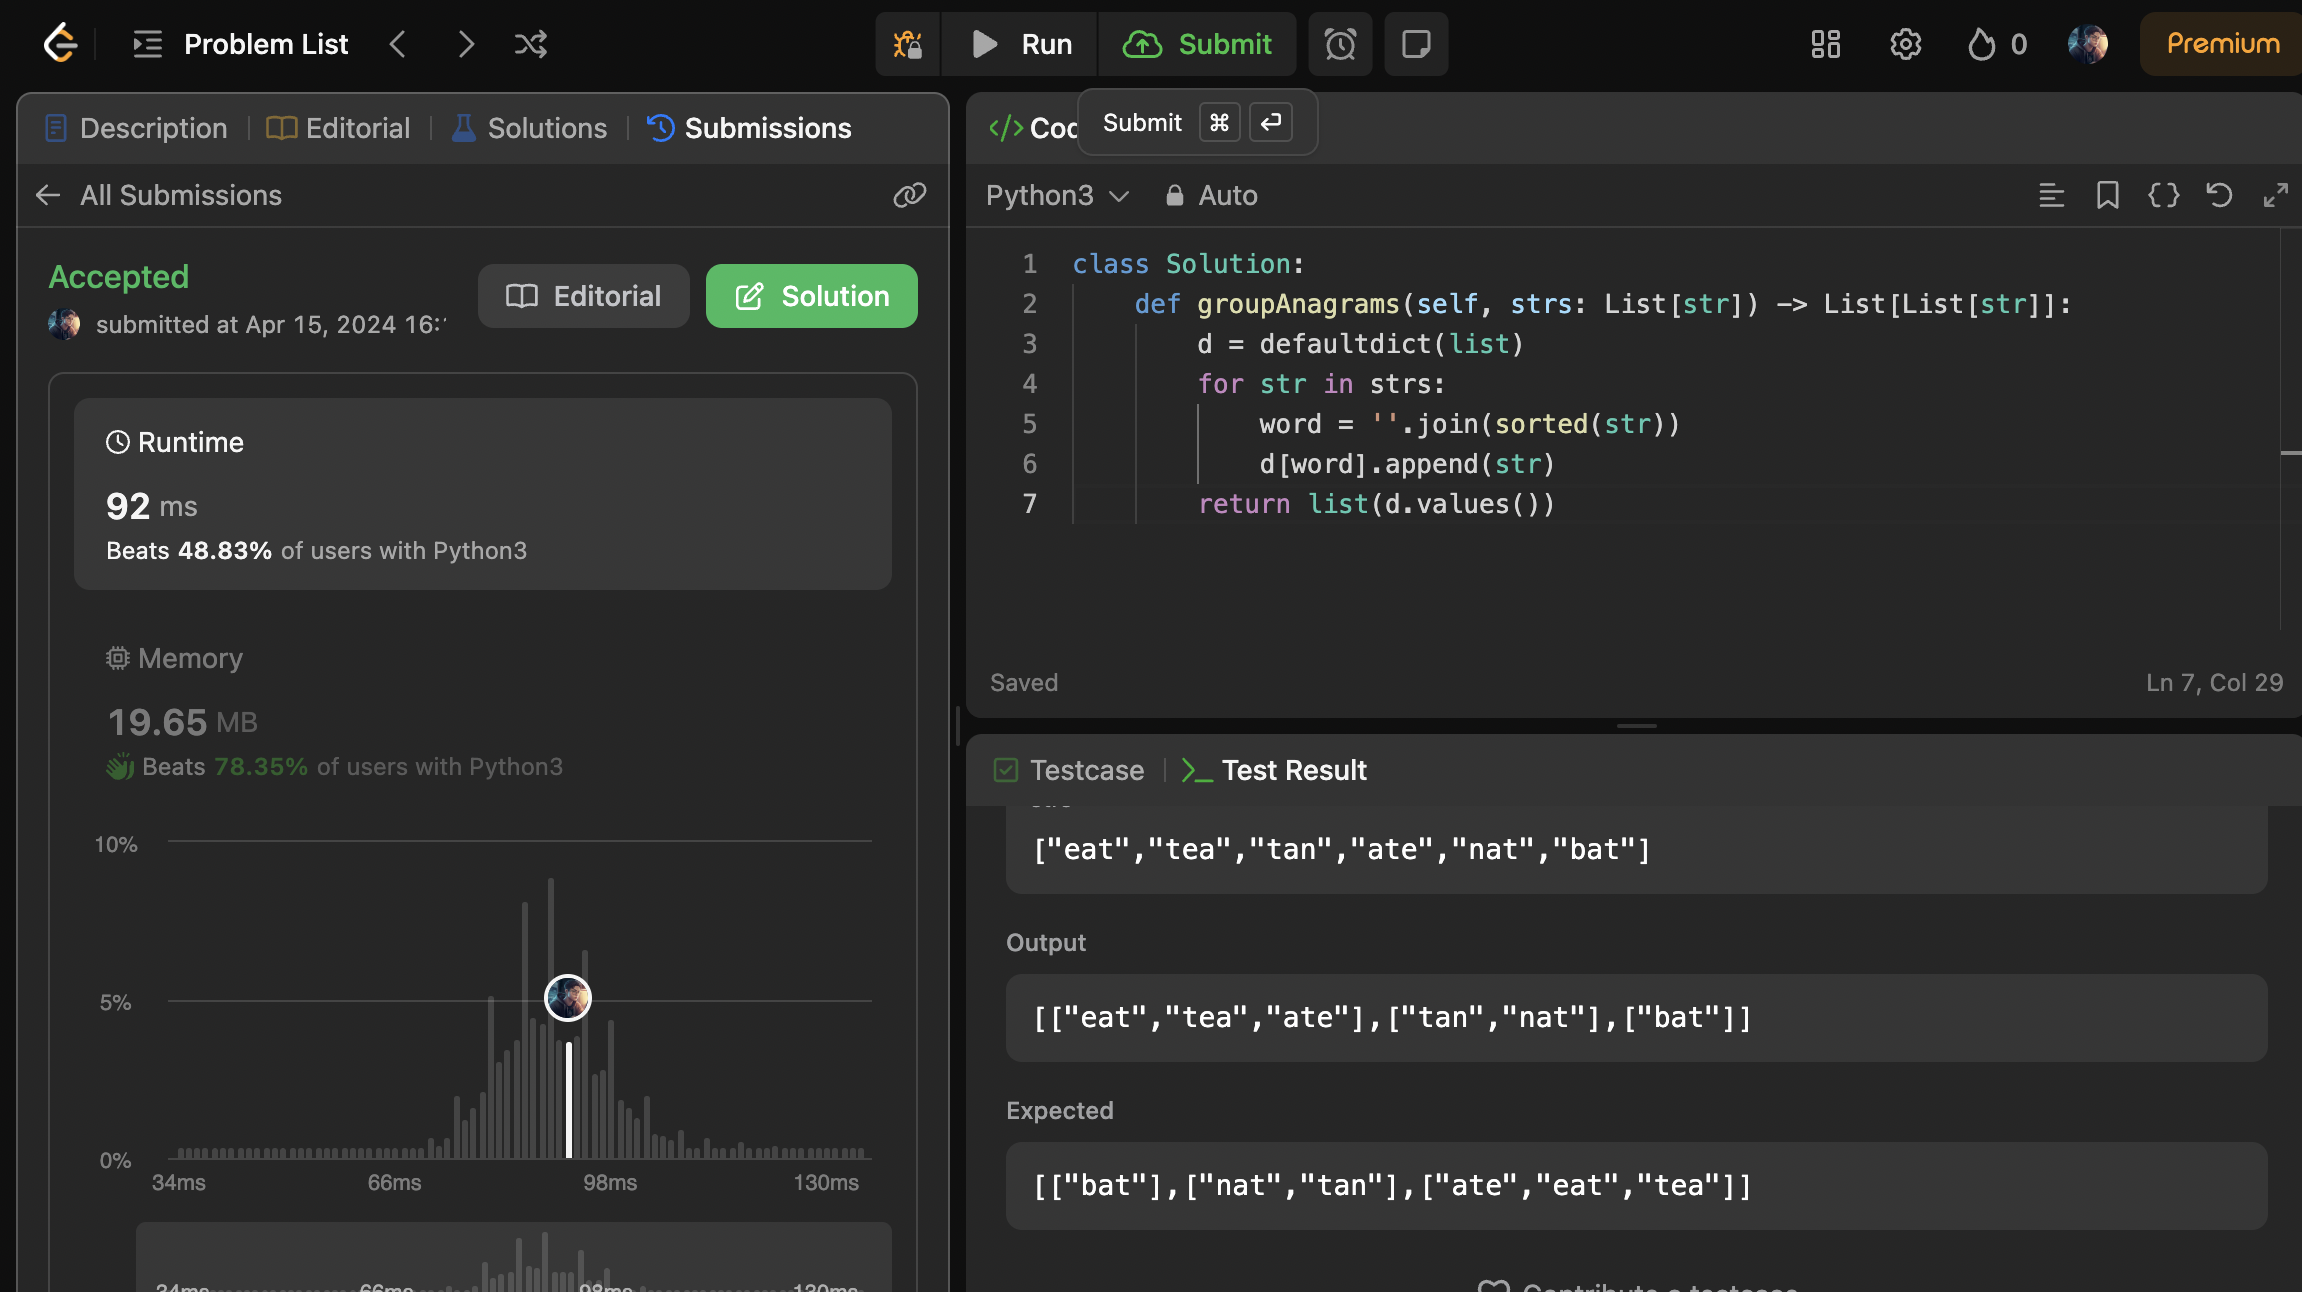 Problem List
Run
Submit
0
Premium
Description
Editorial
Solutions
Submissions
All Submissions
Accepted
submitted at Apr 15, 2024 16:
Editorial
Solution
Runtime
92 ms
Beats 48.83% of users with Python3
Memory
19.65 MB
Beats 78.35% of users with Python3
10%
5%
0%
34ms 66ms 98ms 130ms
34ms 66ms 98ms 130ms
</> Co
Submit ⌘
Python3
Auto
1 class Solution:
2 def groupAnagrams(self, strs: List[str]) -> List[List[str]]:
3 d = defaultdict(list)
4 for str in strs:
5 word = ''.join(sorted(str))
6 d[word].append(str)
7 return list(d.values())
Saved
Ln 7, Col 29
Testcase
Test Result
["eat","tea","tan","ate","nat","bat"]
Output
[["eat","tea","ate"],["tan","nat"],["bat"]]
Expected
[["bat"],["nat","tan"],["ate","eat","tea"]]
Contribute a testcase